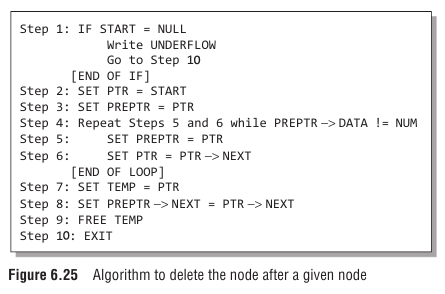 Step 1: IF START = NULL
Write UNDERFLOW
Go to Step 10
[END OF IF]
Step 2: SET PTR = START
Step 3: SET PREPTR = PTR
Step 4: Repeat Steps 5 and 6 while PREPTR -> DATA != NUM
Step 5: SET PREPTR = PTR
Step 6: SET PTR = PTR -> NEXT
[END OF LOOP]
Step 7: SET TEMP = PTR
Step 8: SET PREPTR -> NEXT = PTR -> NEXT
Step 9: FREE TEMP
Step 10: EXIT
Figure 6.25 Algorithm to delete the node after a given node